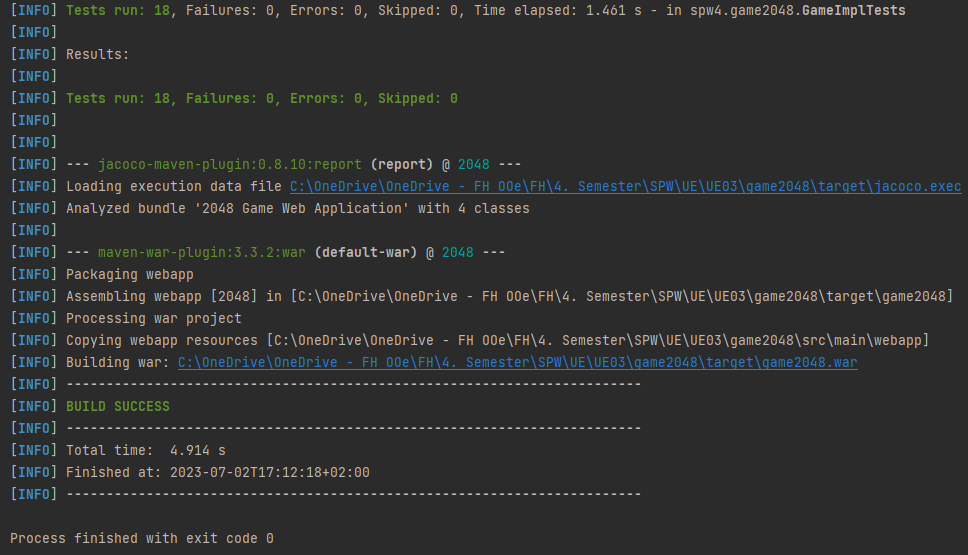 [INFO] Tests run: 18, Failures: 0, Errors: 0, Skipped: 0, Time elapsed: 1.461 s - in spw4.game2048.GameImplTests
[INFO]
[INFO] Results:
[INFO]
[INFO] Tests run: 18, Failures: 0, Errors: 0, Skipped: 0
[INFO]
[INFO]
[INFO] --- jacoco-maven-plugin:0.8.10:report (report) @ 2048 ---
[INFO] Loading execution data file C:\OneDrive\OneDrive - FH OOe\FH\4. Semester\SPW\UE\UE03\game2048\target\jacoco.exec
[INFO] Analyzed bundle '2048 Game Web Application' with 4 classes
[INFO]
[INFO] --- maven-war-plugin:3.3.2:war (default-war) @ 2048 ---
[INFO] Packaging webapp
[INFO] Assembling webapp [2048] in [C:\OneDrive\OneDrive - FH OOe\FH\4. Semester\SPW\UE\UE03\game2048\target\game2048]
[INFO] Processing war project
[INFO] Copying webapp resources [C:\OneDrive\OneDrive - FH OOe\FH\4. Semester\SPW\UE\UE03\game2048\src\main\webapp]
[INFO] Building war: C:\OneDrive\OneDrive - FH OOe\FH\4. Semester\SPW\UE\UE03\game2048\target\game2048.war
[INFO] ------------------------------------------------------------------------
[INFO] BUILD SUCCESS
[INFO] ------------------------------------------------------------------------
[INFO] Total time:  4.914 s
[INFO] Finished at: 2023-07-02T17:12:18+02:00
[INFO] ------------------------------------------------------------------------
Process finished with exit code 0